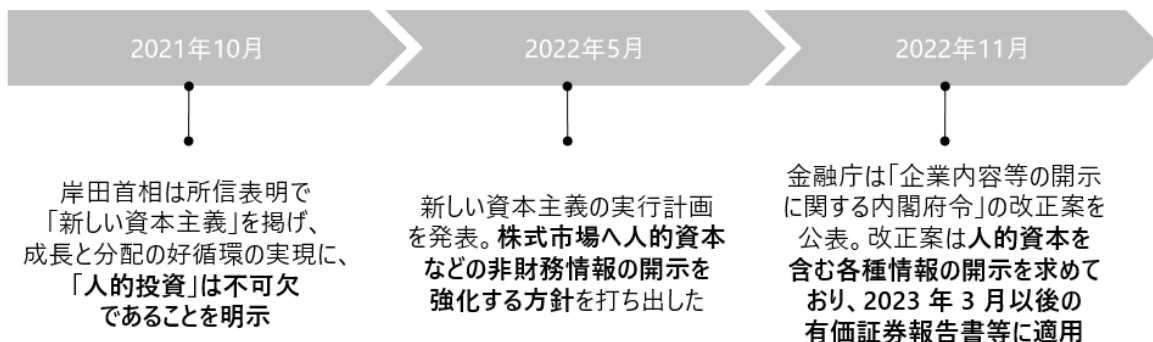 2021年10月
2022年5月
2022年11月
岸田首相は所信表明で
「新しい資本主義」を掲げ、
成長と分配の好循環の実現に、
「人的投資」は不可欠
であることを明示
新しい資本主義の実行計画
を発表。株式市場へ人的資本
などの非財務情報の開示を
強化する方針を打ち出した
金融庁は「企業内容等の開示
に関する内閣府令」の改正案を
公表。改正案は人的資本を
含む各種情報の開示を求めて
おり、2023 年 3 月以後の
有価証券報告書等に適用